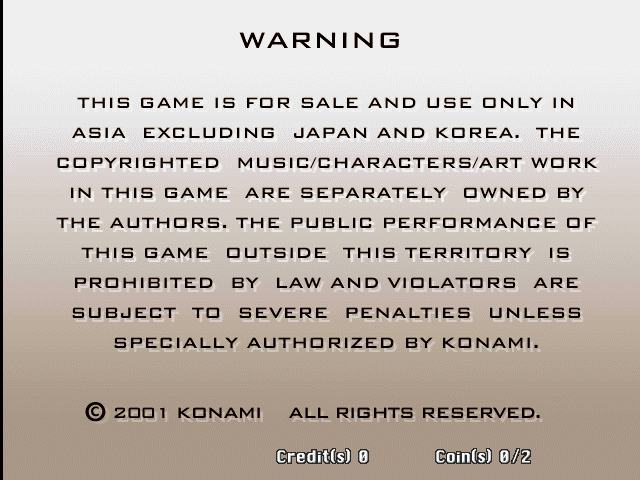 WARNING
THIS GAME IS FOR SALE AND USE ONLY IN
ASIA EXCLUDING JAPAN AND KOREA. THE
COPYRIGHTED MUSIC/CHARACTERS/ART WORK
IN THIS GAME ARE SEPARATELY OWNED BY
THE AUTHORS. THE PUBLIC PERFORMANCE OF
THIS GAME OUTSIDE THIS TERRITORY IS
PROHIBITED BY LAW AND VIOLATORS ARE
SUBJECT TO SEVERE PENALTIES UNLESS
SPECIALLY AUTHORIZED BY KONAMI.
© 2001 KONAMI ALL RIGHTS RESERVED.
Credit(s) 0 Coin(s) 0/2